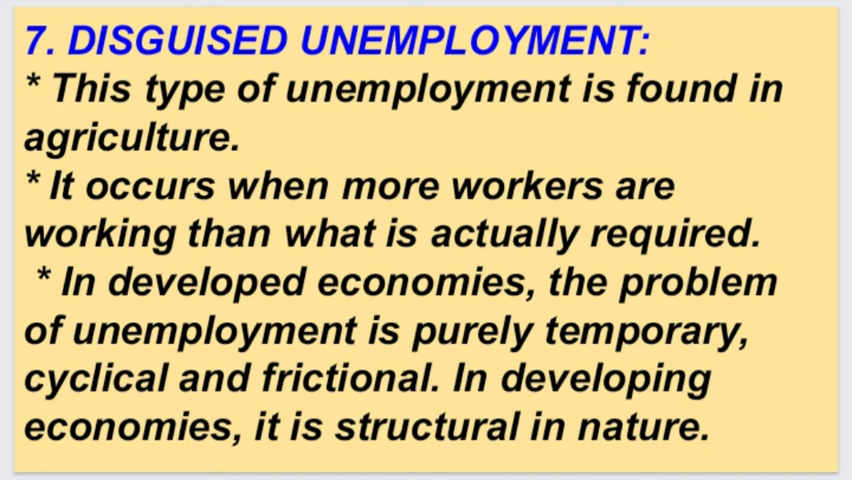 7. DISGUISED UNEMPLOYMENT:
* This type of unemployment is found in
agriculture.
* It occurs when more workers are
working than what is actually required.
* In developed economies, the problem
of unemployment is purely temporary,
cyclical and frictional. In developing
economies, it is structural in nature.